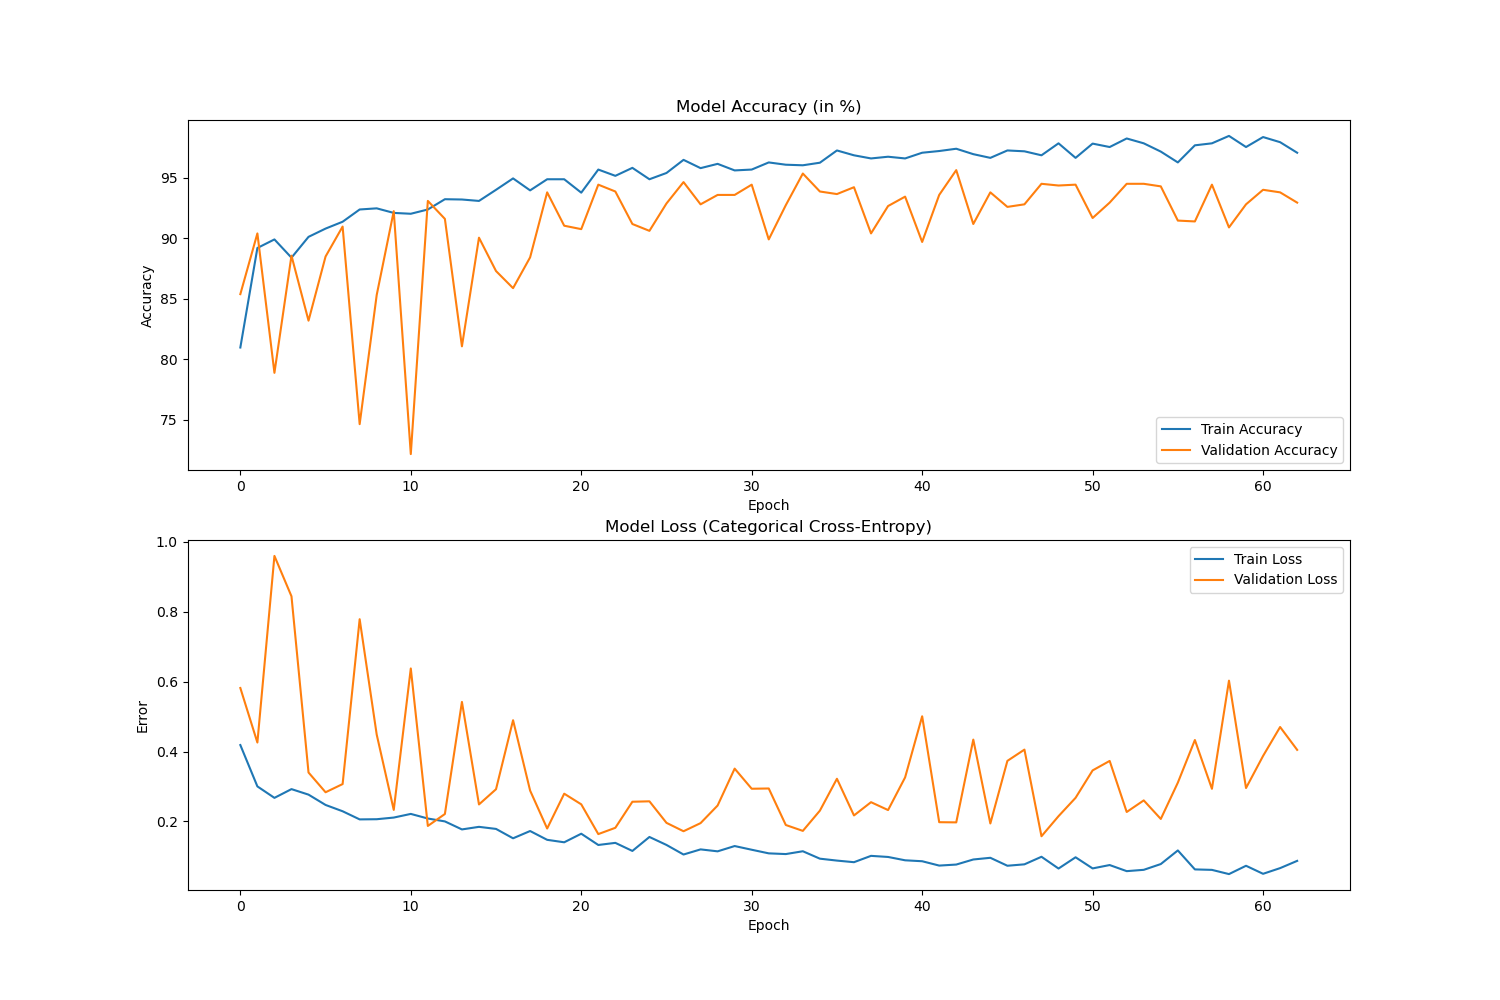 Model Accuracy (in %)
Accuracy
95
90
85
80
75
Train Accuracy
Validation Accuracy
0 10 20 30 40 50 60
Epoch
Model Loss (Categorical Cross-Entropy)
Error
1.0
0.8
0.6
0.4
0.2
Train Loss
Validation Loss
0 10 20 30 40 50 60
Epoch